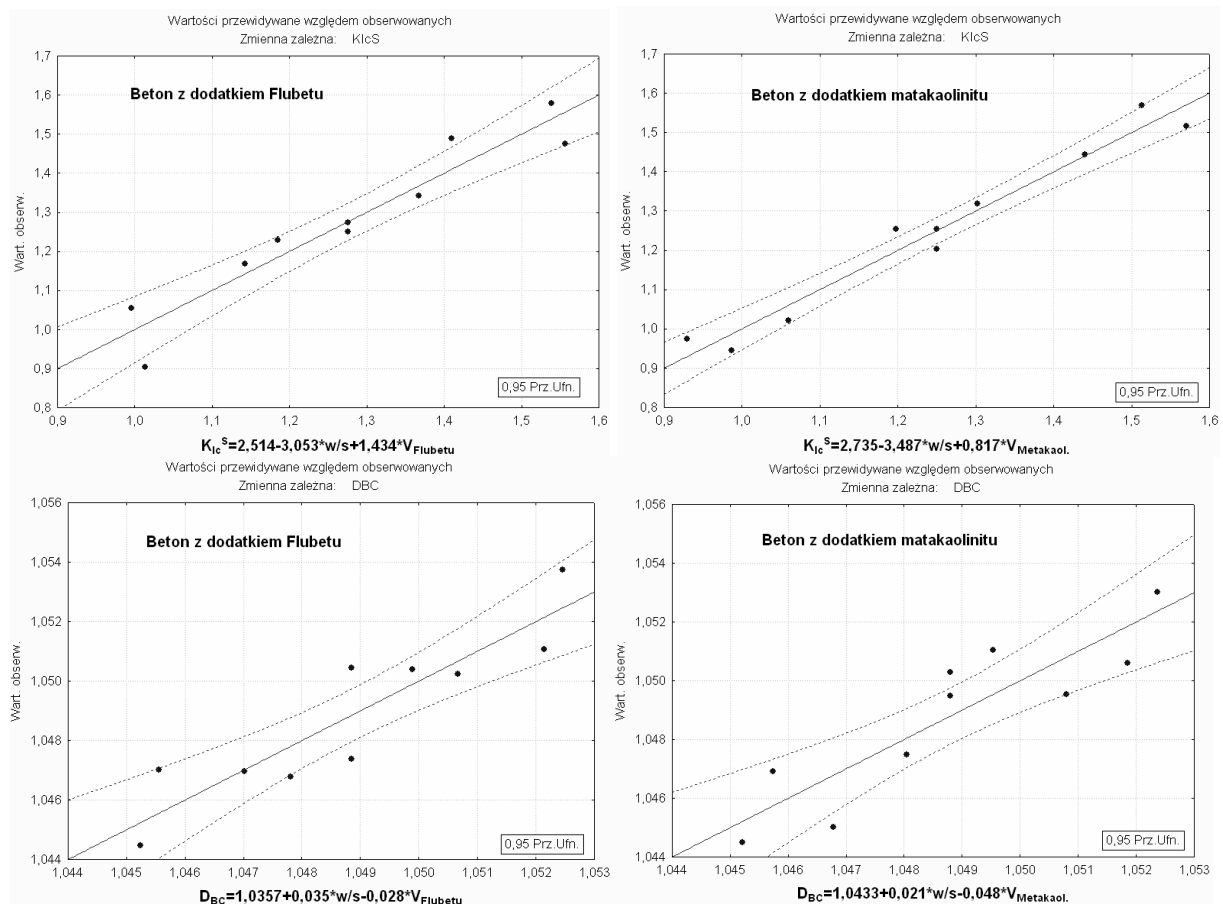 Wartości przewidywane względem obserwowanych
Zmienna zależna: KIcS
1,7
1,6
1,5
1,4
1,3
1,2
1,1
1,0
0,9
0,8
Wart. obserw.
Beton z dodatkiem Flubetu
0,95 Prz.Ufn.
0,9 1,0 1,1 1,2 1,3 1,4 1,5 1,6
K_Ic^S=2,514-3,053*w/s+1,434*V_Flubetu
Wartości przewidywane względem obserwowanych
Zmienna zależna: KIcS
1,7
1,6
1,5
1,4
1,3
1,2
1,1
1,0
0,9
0,8
Wart. obserw.
Beton z dodatkiem matakaolinitu
0,95 Prz.Ufn.
0,9 1,0 1,1 1,2 1,3 1,4 1,5 1,6
K_Ic^S=2,735-3,487*w/s+0,817*V_Metakaol.
Wartości przewidywane względem obserwowanych
Zmienna zależna: DBC
1,056
1,054
1,052
1,050
1,048
1,046
1,044
Wart. obserw.
Beton z dodatkiem Flubetu
0,95 Prz.Ufn.
1,044 1,045 1,046 1,047 1,048 1,049 1,050 1,051 1,052 1,053
D_BC=1,0357+0,035*w/s-0,028*V_Flubetu
Wartości przewidywane względem obserwowanych
Zmienna zależna: DBC
1,056
1,054
1,052
1,050
1,048
1,046
1,044
Wart. obserw.
Beton z dodatkiem matakaolinitu
0,95 Prz.Ufn.
1,044 1,045 1,046 1,047 1,048 1,049 1,050 1,051 1,052 1,053
D_BC=1,0433+0,021*w/s-0,048*V_Metakaol.